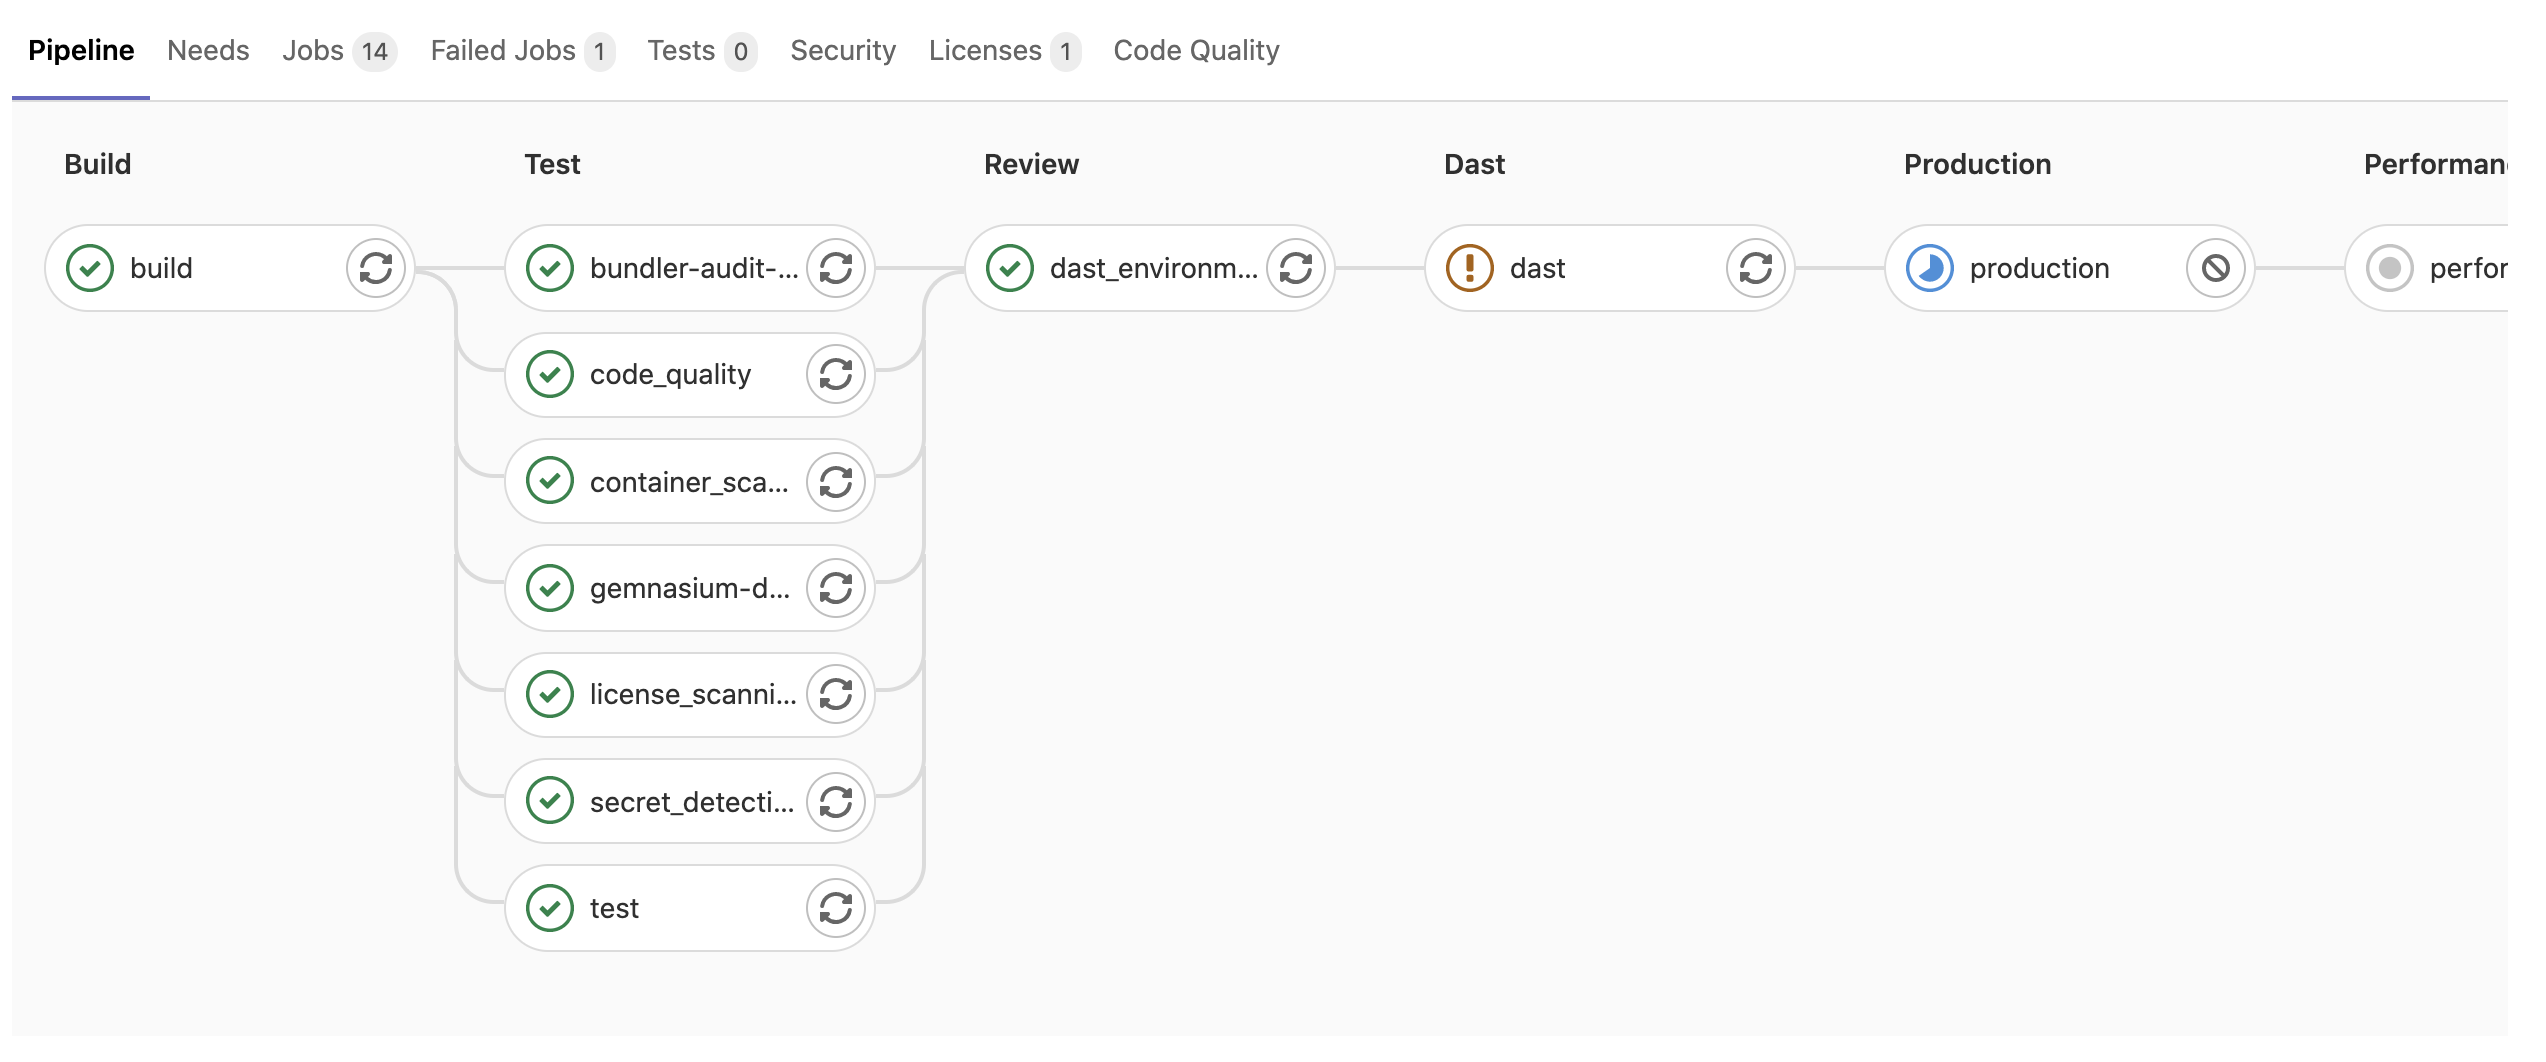 Pipeline Needs Jobs 14 Failed Jobs 1 Tests 0 Security Licenses 1 Code Quality
Build Test Review Dast Production Performan
build bundler-audit-... dast_environm... dast production perfor
code_quality
container_sca...
gemnasium-d...
license_scanni...
secret_detecti...
test